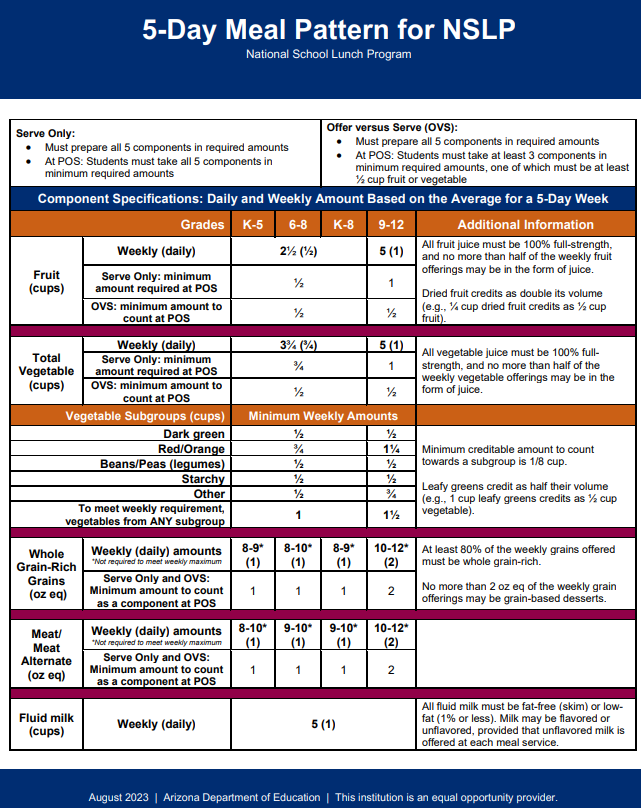 5-Day Meal Pattern for NSLP
National School Lunch Program
Serve Only:
• Must prepare all 5 components in required amounts
• At POS: Students must take all 5 components in
minimum required amounts
Offer versus Serve (OVS):
• Must prepare all 5 components in required amounts
• At POS: Students must take at least 3 components in
minimum required amounts, one of which must be at least
½ cup fruit or vegetable
Component Specifications: Daily and Weekly Amount Based on the Average for a 5-Day Week
Grades K-5 6-8 K-8 9-12 Additional Information
Fruit
(cups)
Weekly (daily) 2½ (½) 5 (1)
Serve Only: minimum
amount required at POS ½ 1
OVS: minimum amount to
count at POS ½ ½
All fruit juice must be 100% full-strength,
and no more than half of the weekly fruit
offerings may be in the form of juice.
Dried fruit credits as double its volume
(e.g., ¼ cup dried fruit credits as ½ cup
fruit).
Total
Vegetable
(cups)
Weekly (daily) 3¾ (¾) 5 (1)
Serve Only: minimum
amount required at POS ¾ 1
OVS: minimum amount to
count at POS ½ ½
All vegetable juice must be 100% full-
strength, and no more than half of the
weekly vegetable offerings may be in the
form of juice.
Vegetable Subgroups (cups) Minimum Weekly Amounts
Dark green ½ ½
Red/Orange ¾ 1¼
Beans/Peas (legumes) ½ ½
Starchy ½ ½
Other ½ ¾
To meet weekly requirement,
vegetables from ANY subgroup 1 1½
Minimum creditable amount to count
towards a subgroup is 1/8 cup.
Leafy greens credit as half their volume
(e.g., 1 cup leafy greens credits as ½ cup
vegetable).
Whole
Grain-Rich
Grains
(oz eq)
Weekly (daily) amounts
*Not required to meet weekly maximum
8-9* 8-10* 8-9* 10-12*
(1) (1) (1) (2)
Serve Only and OVS:
Minimum amount to count
as a component at POS
1 1 1 2
At least 80% of the weekly grains offered
must be whole grain-rich.
No more than 2 oz eq of the weekly grain
offerings may be grain-based desserts.
Meat/
Meat
Alternate
(oz eq)
Weekly (daily) amounts
*Not required to meet weekly maximum
8-10* 9-10* 9-10* 10-12*
(1) (1) (1) (2)
Serve Only and OVS:
Minimum amount to count
as a component at POS
1 1 1 2
Fluid milk
(cups)
Weekly (daily) 5 (1)
All fluid milk must be fat-free (skim) or low-
fat (1% or less). Milk may be flavored or
unflavored, provided that unflavored milk is
offered at each meal service.
August 2023 | Arizona Department of Education | This institution is an equal opportunity provider.